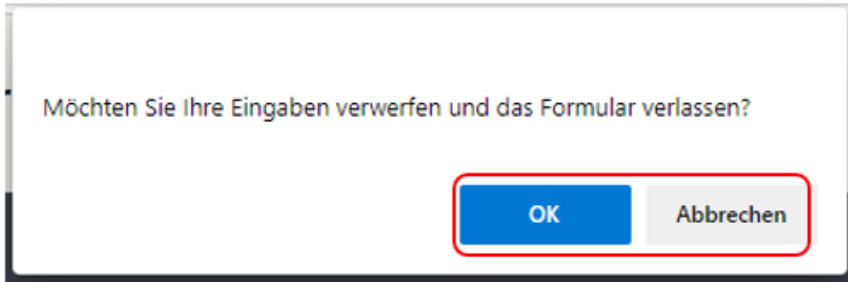 Möchten Sie Ihre Eingaben verwerfen und das Formular verlassen?
OK Abbrechen